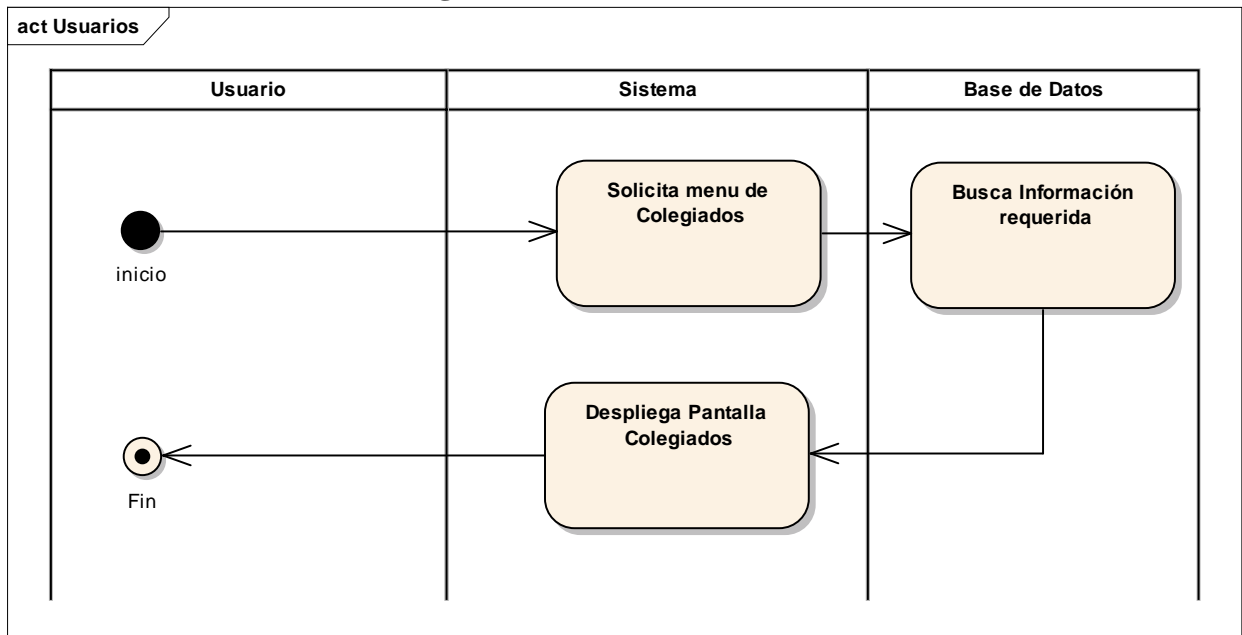 act Usuarios
Usuario
Sistema
Base de Datos
Solicita menu de
Colegiados
Busca Información
requerida
inicio
Despliega Pantalla
Colegiados
Fin